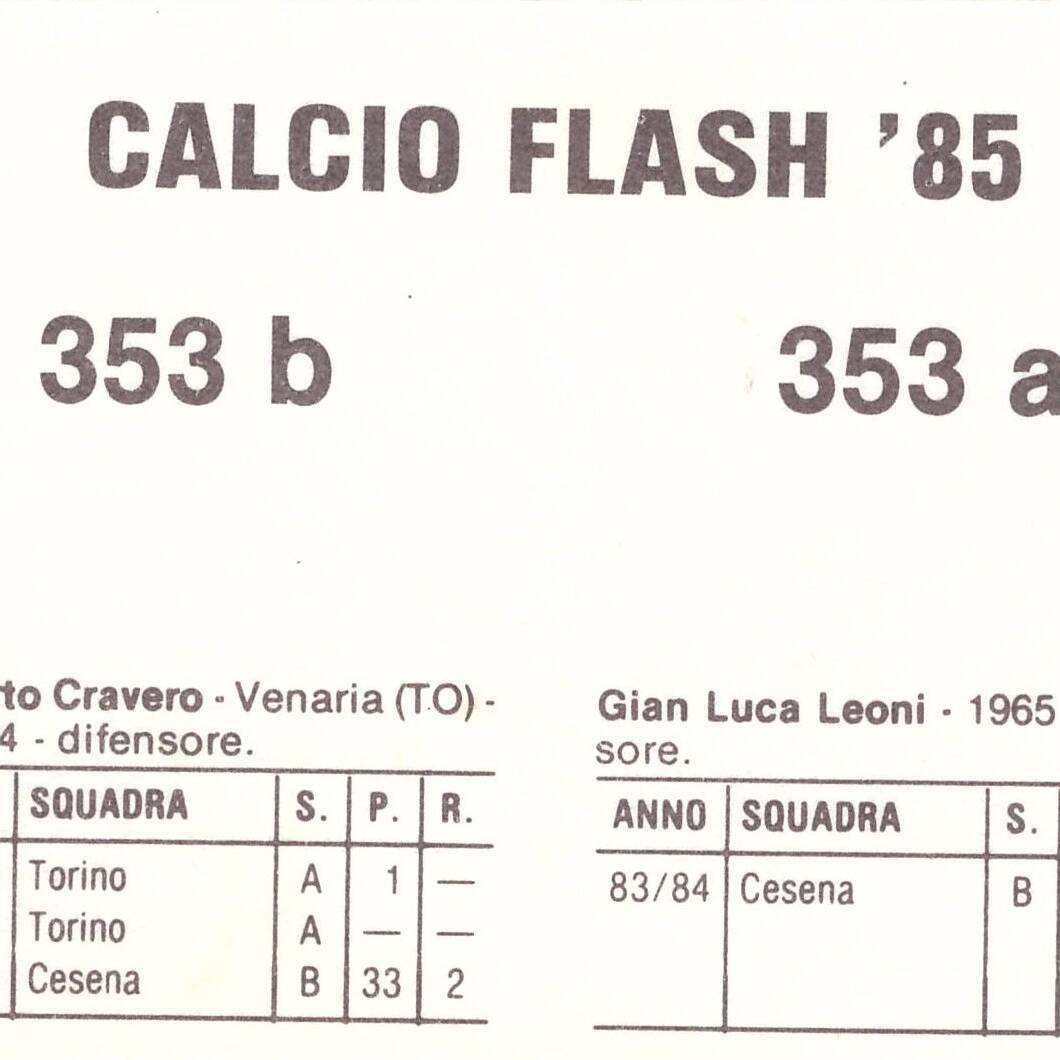 CALCIO FLASH '85
353 b
353 a
to Cravero - Venaria (TO) -
4 - difensore.
SQUADRA S. P. R.
Torino A 1 —
Torino A — —
Cesena B 33 2
Gian Luca Leoni - 1965
sore.
ANNO SQUADRA S.
83/84 Cesena B